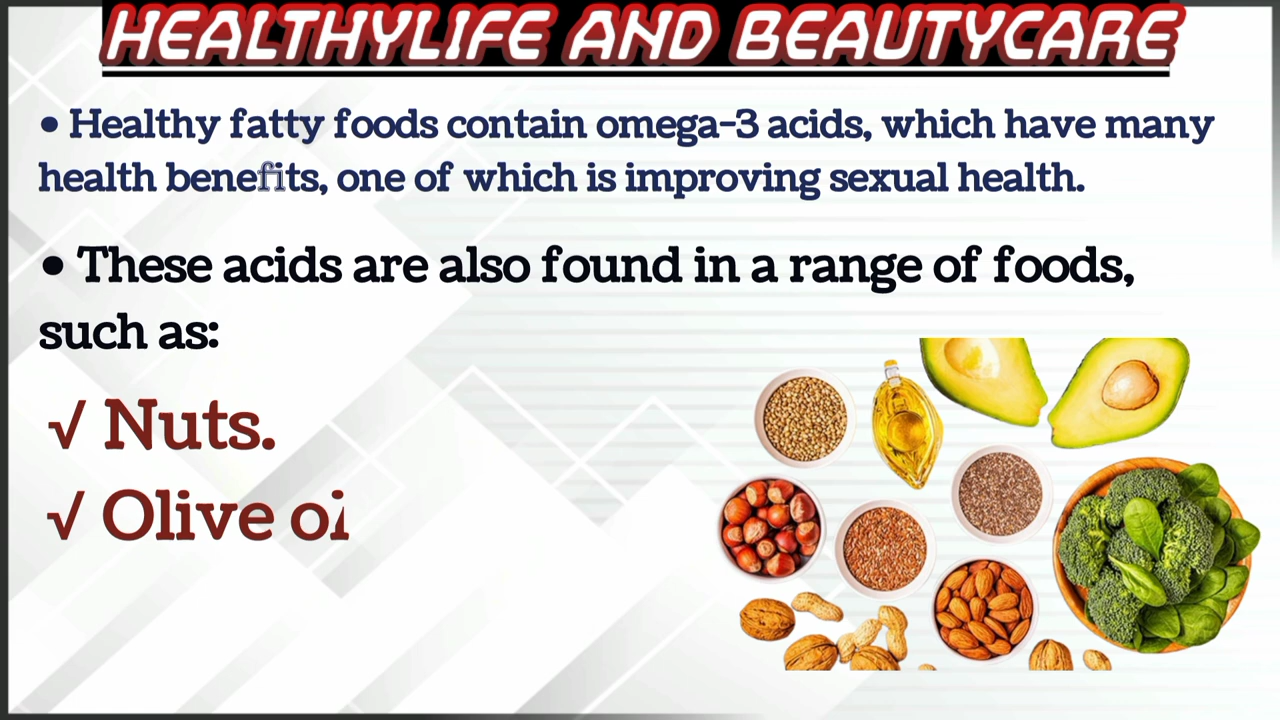 HEALTHYLIFE AND BEAUTYCARE
• Healthy fatty foods contain omega-3 acids, which have many
health benefits, one of which is improving sexual health.
• These acids are also found in a range of foods,
such as:
√ Nuts.
√ Olive oi